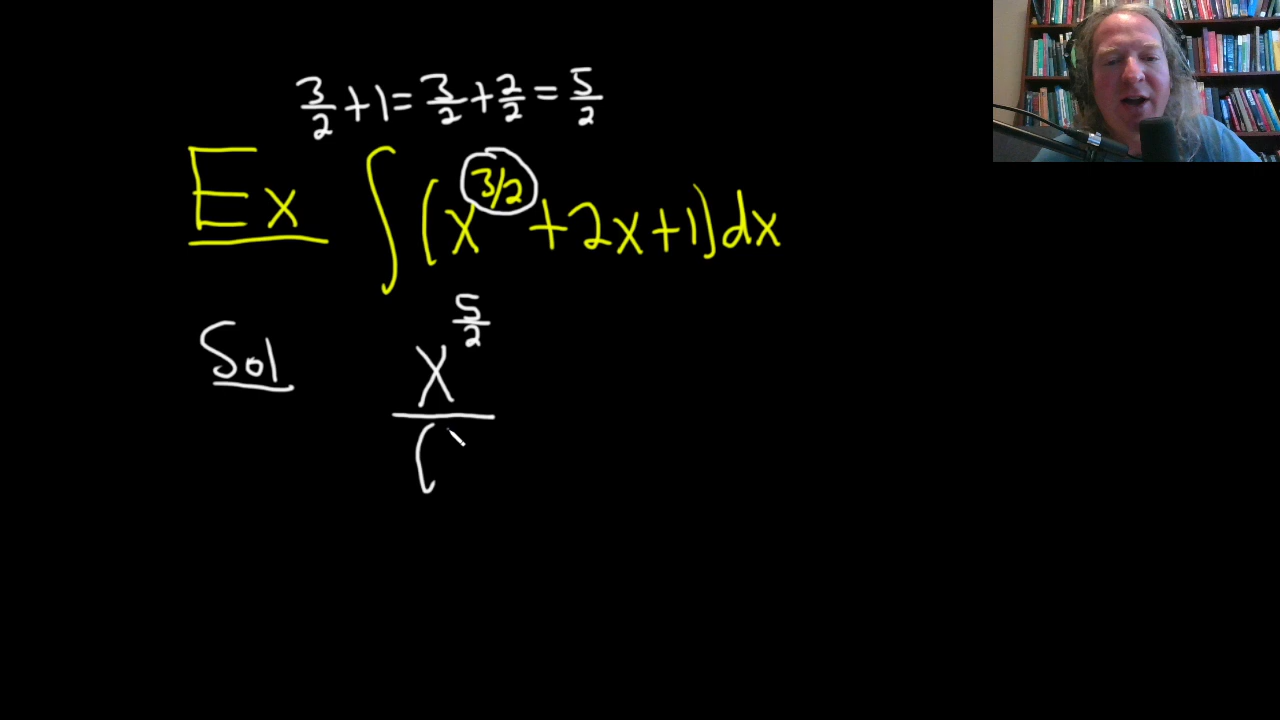 3/2 + 1 = 3/2 + 2/2 = 5/2
Ex ∫ (x^{3/2} + 2x + 1) dx
Sol x^{5/2} / (